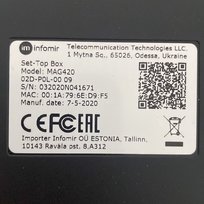 infomir
Telecommunication Technologies LLC.
1 Mytna Sq., 65026, Odessa, Ukraine
Set-Top Box
Model: MAG420
02D-P0L-00 09
S/N: 032020N041671
MAC: 00:1A:79:6E:D9:F5
Manuf. date: 7-5-2020
Importer Infomir OÜ ESTONIA, Tallinn,
10143 Ravala pst. 8,A312